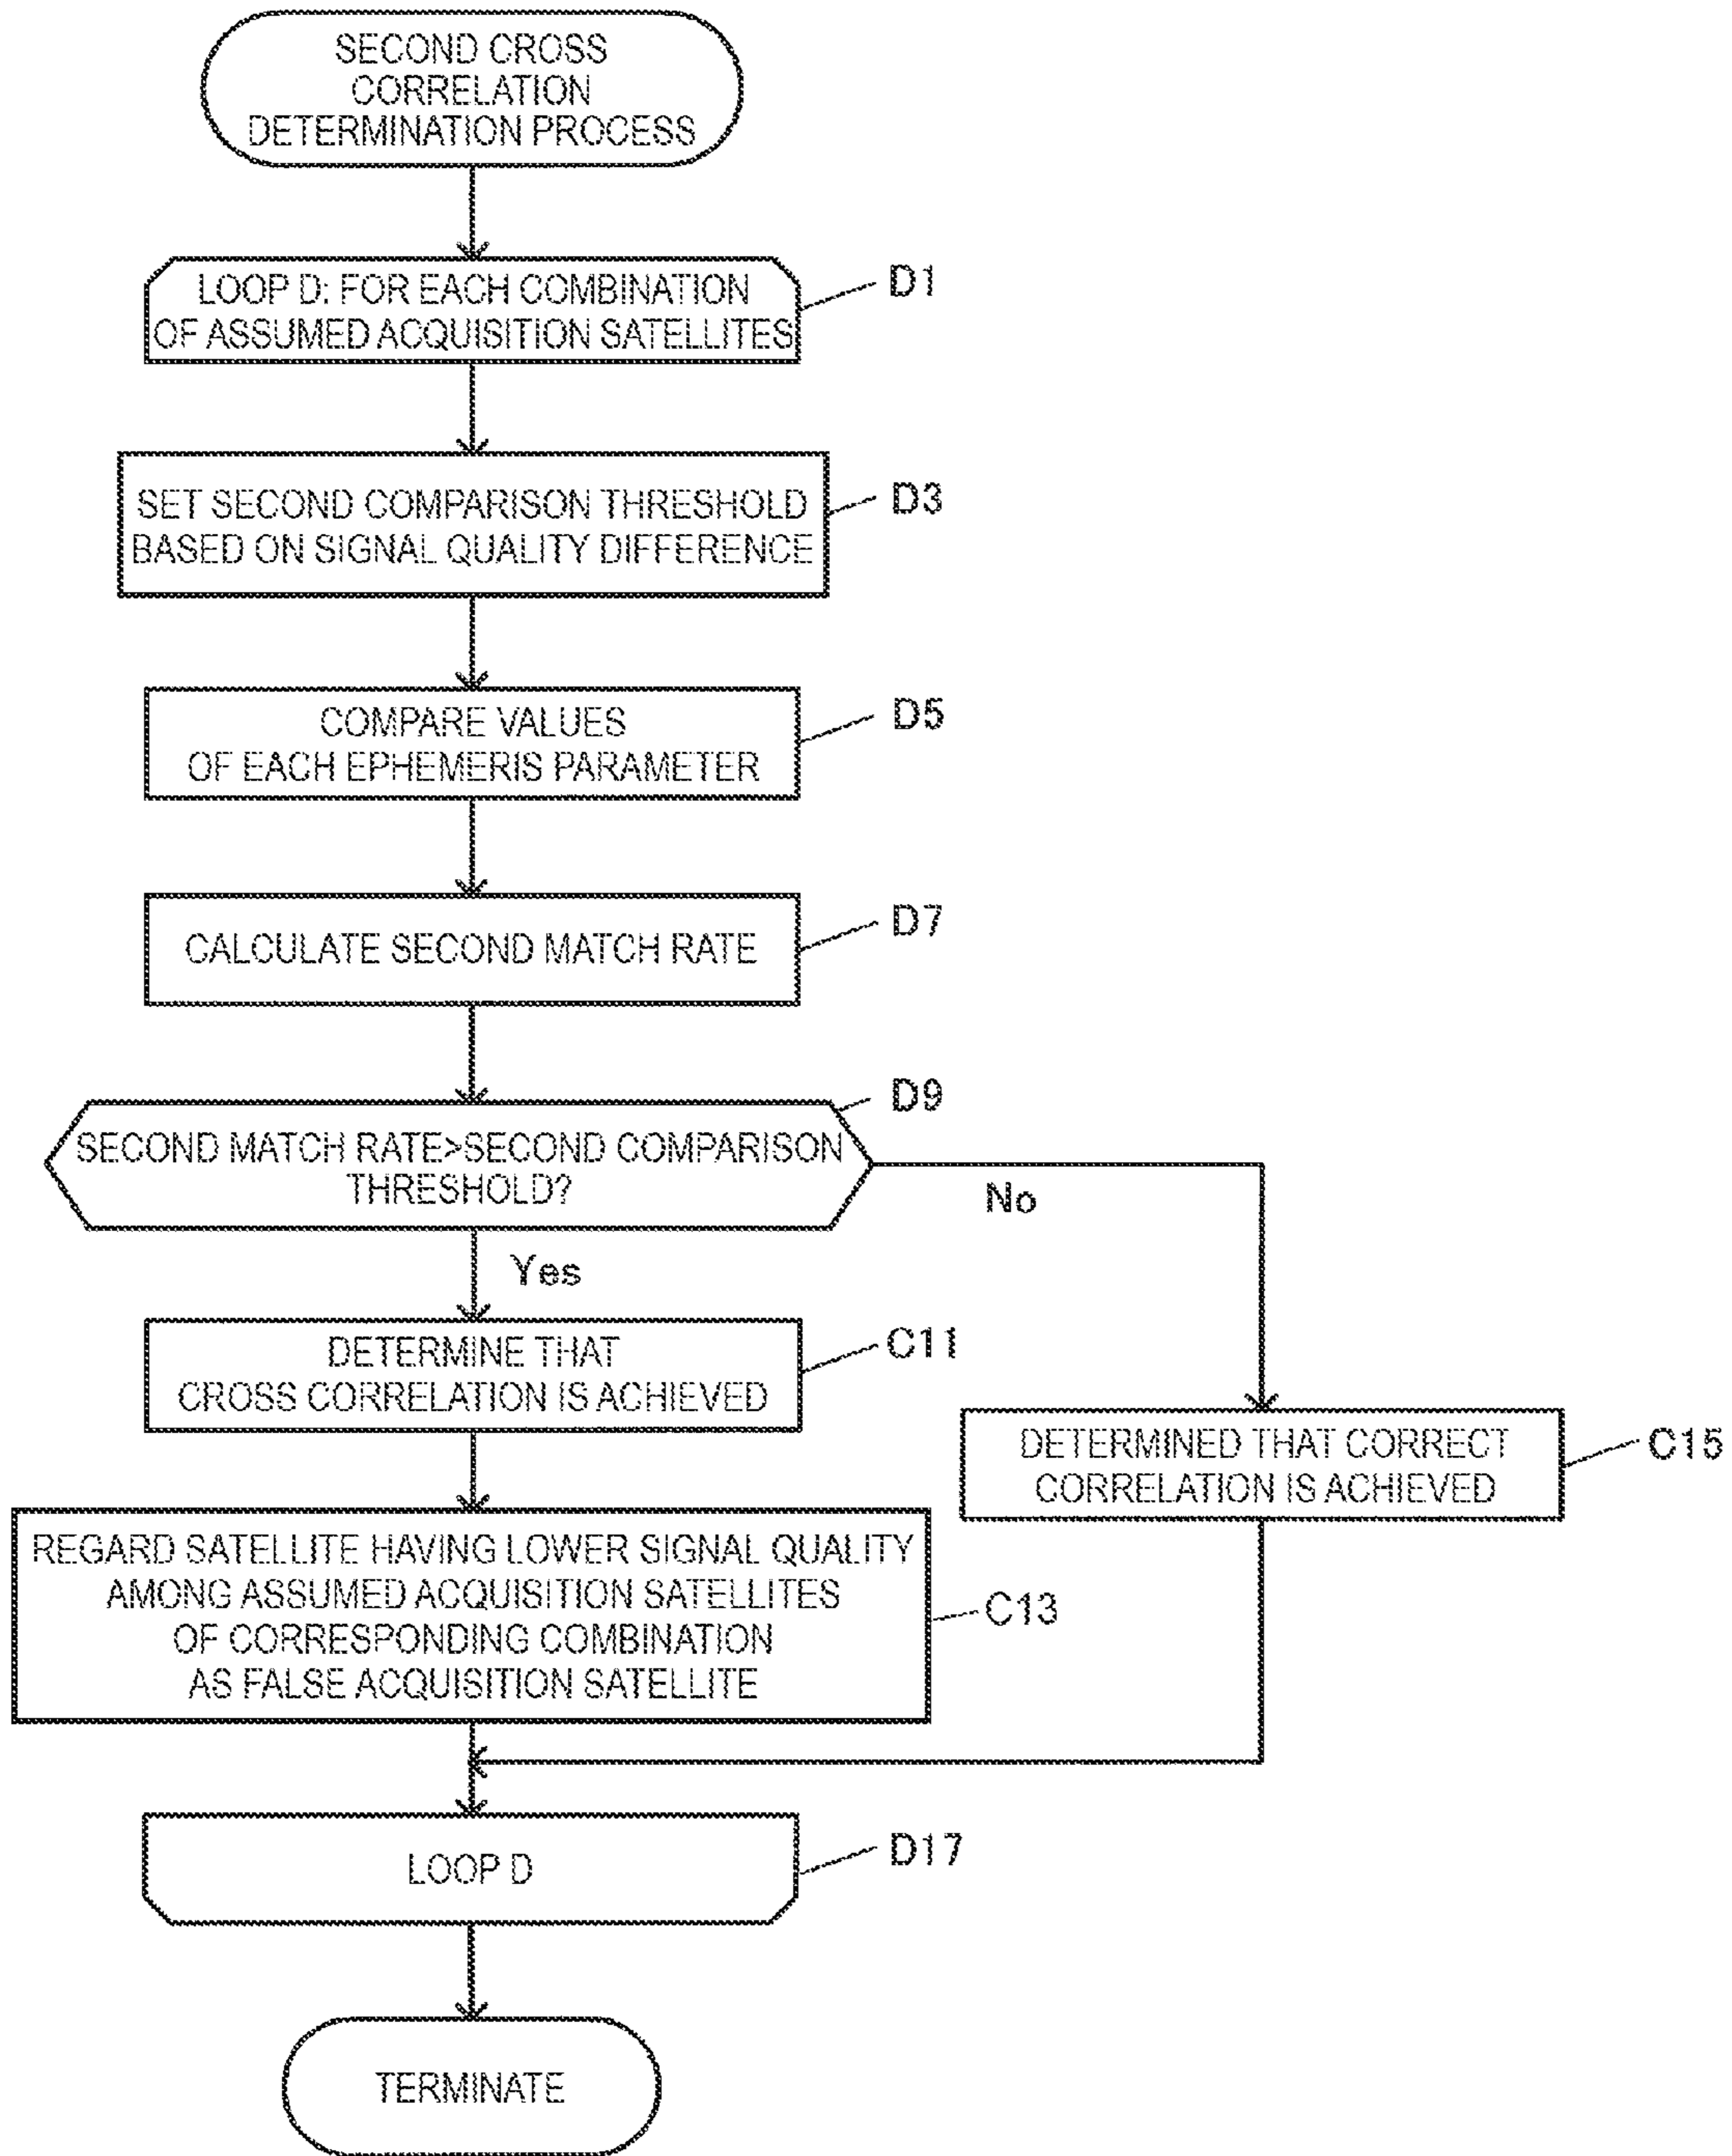 SECOND CROSS
CORRELATION
DETERMINATION PROCESS
LOOP D: FOR EACH COMBINATION
OF ASSUMED ACQUISITION SATELLITES
D1
SET SECOND COMPARISON THRESHOLD
BASED ON SIGNAL QUALITY DIFFERENCE
D3
COMPARE VALUES
OF EACH EPHEMERIS PARAMETER
D5
CALCULATE SECOND MATCH RATE
D7
D9
SECOND MATCH RATE>SECOND COMPARISON
THRESHOLD?
No
Yes
DETERMINE THAT
CROSS CORRELATION IS ACHIEVED
C11
DETERMINED THAT CORRECT
CORRELATION IS ACHIEVED
C15
REGARD SATELLITE HAVING LOWER SIGNAL QUALITY
AMONG ASSUMED ACQUISITION SATELLITES
OF CORRESPONDING COMBINATION
AS FALSE ACQUISITION SATELLITE
C13
LOOP D
D17
TERMINATE